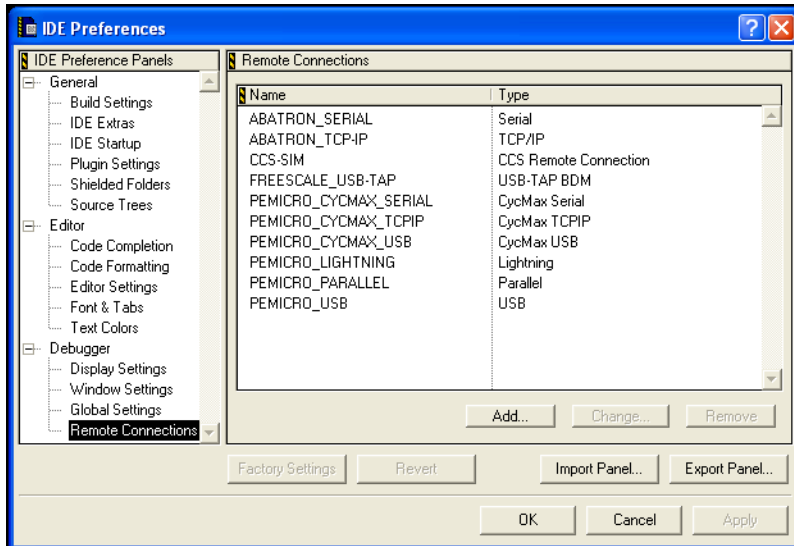 IDE Preferences
IDE Preference Panels
General
Build Settings
IDE Extras
IDE Startup
Plugin Settings
Shielded Folders
Source Trees
Editor
Code Completion
Code Formatting
Editor Settings
Font & Tabs
Text Colors
Debugger
Display Settings
Window Settings
Global Settings
Remote Connections
Remote Connections
Name Type
ABATRON_SERIAL Serial
ABATRON_TCP-IP TCP/IP
CCS-SIM CCS Remote Connection
FREESCALE_USB-TAP USB-TAP BDM
PEMICRO_CYCMAX_SERIAL CycMax Serial
PEMICRO_CYCMAX_TCPIP CycMax TCPIP
PEMICRO_CYCMAX_USB CycMax USB
PEMICRO_LIGHTNING Lightning
PEMICRO_PARALLEL Parallel
PEMICRO_USB USB
Add... Change... Remove
Factory Settings Revert Import Panel... Export Panel...
OK Cancel Apply